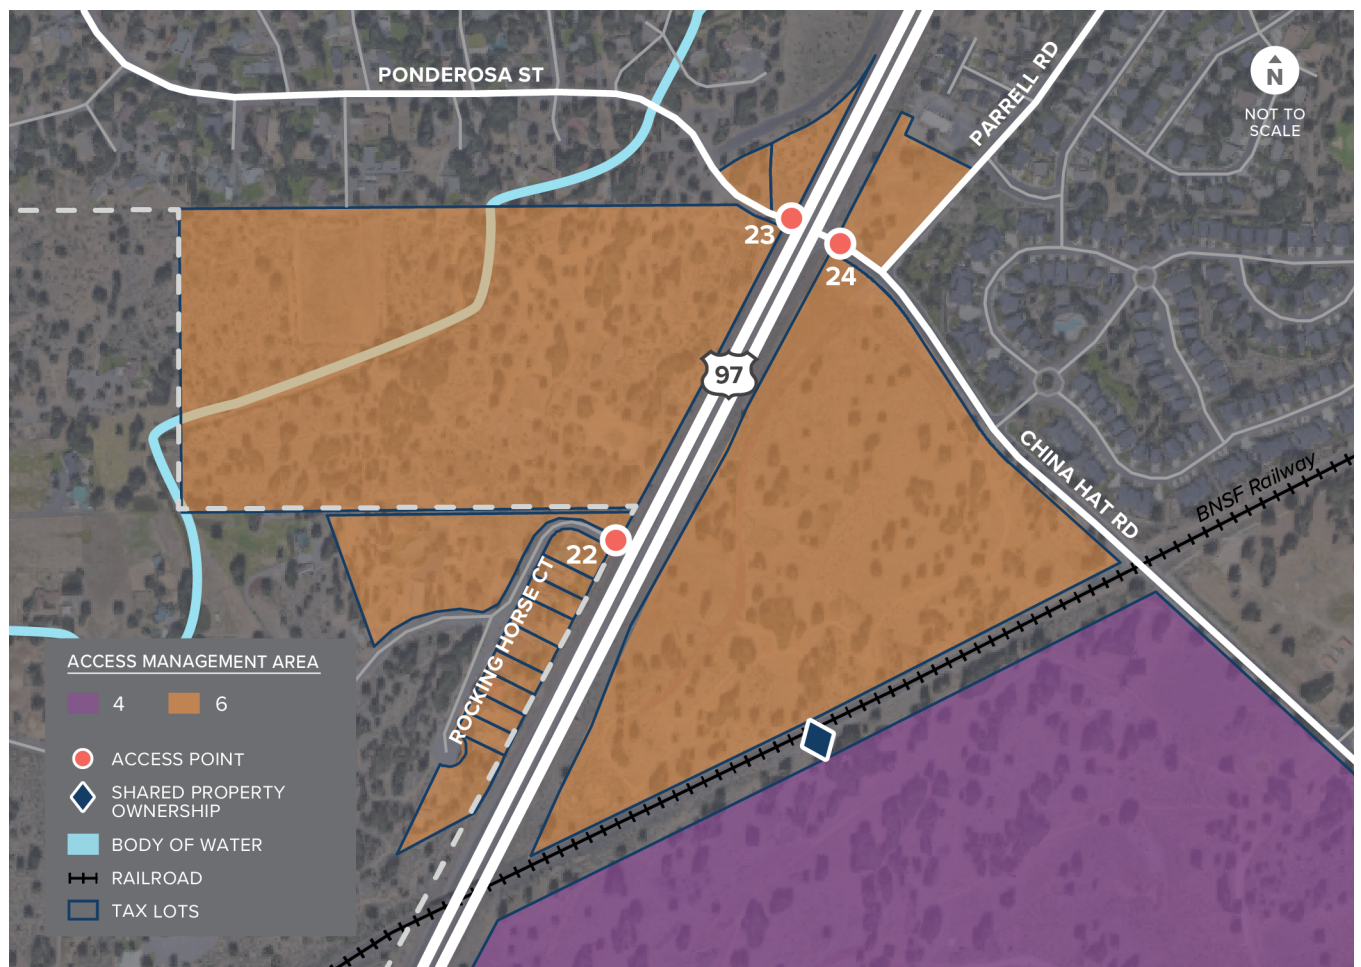 PONDEROSA ST
PARRELL RD
N
NOT TO
SCALE
23
24
97
CHINA HAT RD
BNSF Railway
22
ROCKING HORSE CT
ACCESS MANAGEMENT AREA
4
6
ACCESS POINT
SHARED PROPERTY
OWNERSHIP
BODY OF WATER
RAILROAD
TAX LOTS